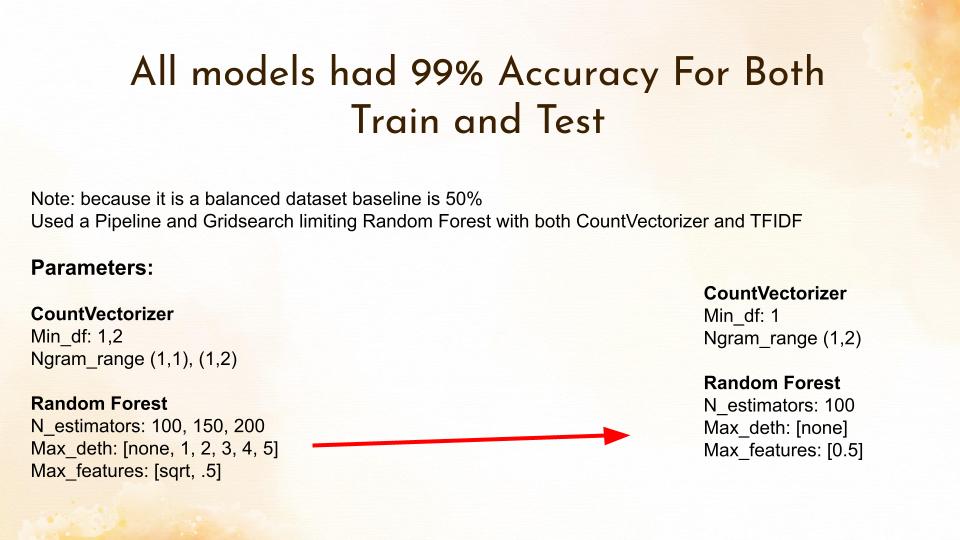 All models had 99% Accuracy For Both
Train and Test
Note: because it is a balanced dataset baseline is 50%
Used a Pipeline and Gridsearch limiting Random Forest with both CountVectorizer and TFIDF
Parameters:
CountVectorizer
Min_df: 1,2
Ngram_range (1,1), (1,2)
Random Forest
N_estimators: 100, 150, 200
Max_deth: [none, 1, 2, 3, 4, 5]
Max_features: [sqrt, .5]
CountVectorizer
Min_df: 1
Ngram_range (1,2)
Random Forest
N_estimators: 100
Max_deth: [none]
Max_features: [0.5]